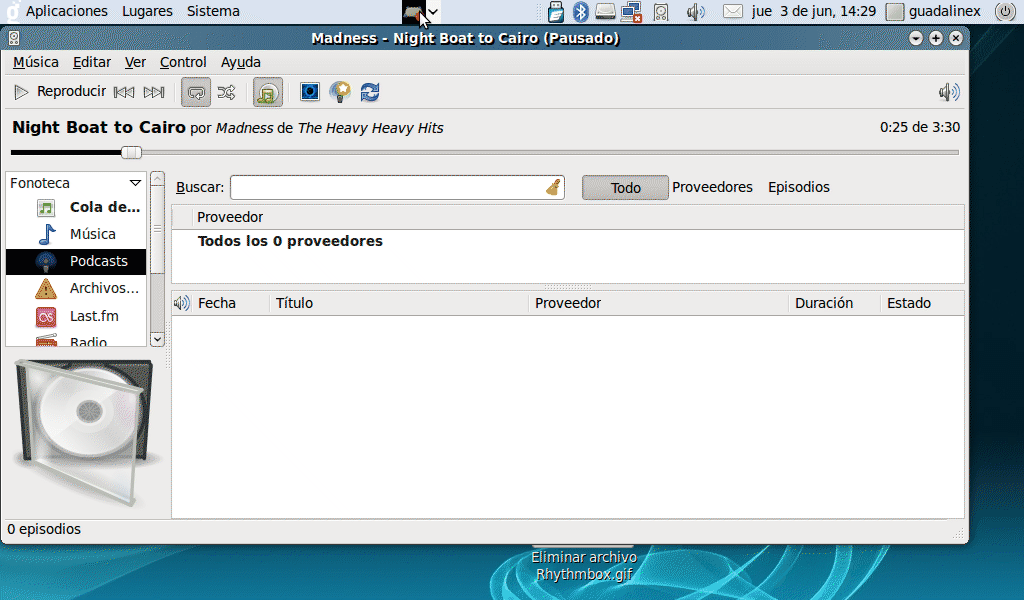 Aplicaciones Lugares Sistema jue 3 de jun, 14:29 guadalinex
Madness - Night Boat to Cairo (Pausado)
Música Editar Ver Control Ayuda
Reproducir
Night Boat to Cairo por Madness de The Heavy Heavy Hits 0:25 de 3:30
Fonoteca
Buscar: Todo Proveedores Episodios
Cola de...
Proveedor
Música
Todos los 0 proveedores
Podcasts
Archivos...
Fecha Título Proveedor Duración Estado
Last.fm
Radio
0 episodios
Eliminar archivo
Rhythmbox.gif